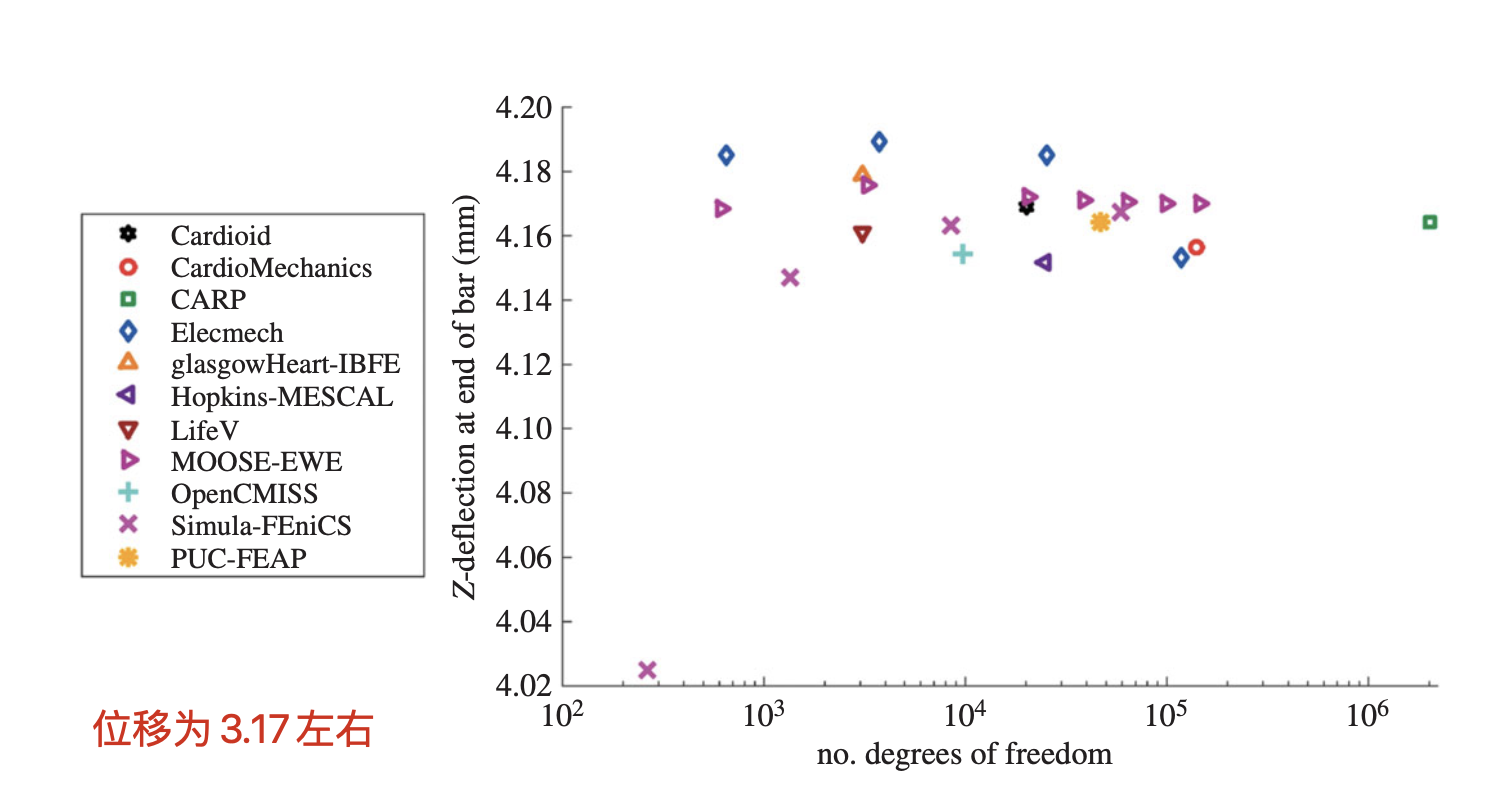 4.20
4.18
4.16
4.14
4.12
4.10
4.08
4.06
4.04
4.02
Z-deflection at end of bar (mm)
Cardioid
CardioMechanics
CARP
Elecmech
glasgowHeart-IBFE
Hopkins-MESCAL
LifeV
MOOSE-EWE
OpenCMISS
Simula-FEniCS
PUC-FEAP
10² 10³ 10⁴ 10⁵ 10⁶
no. degrees of freedom
位移为 3.17 左右